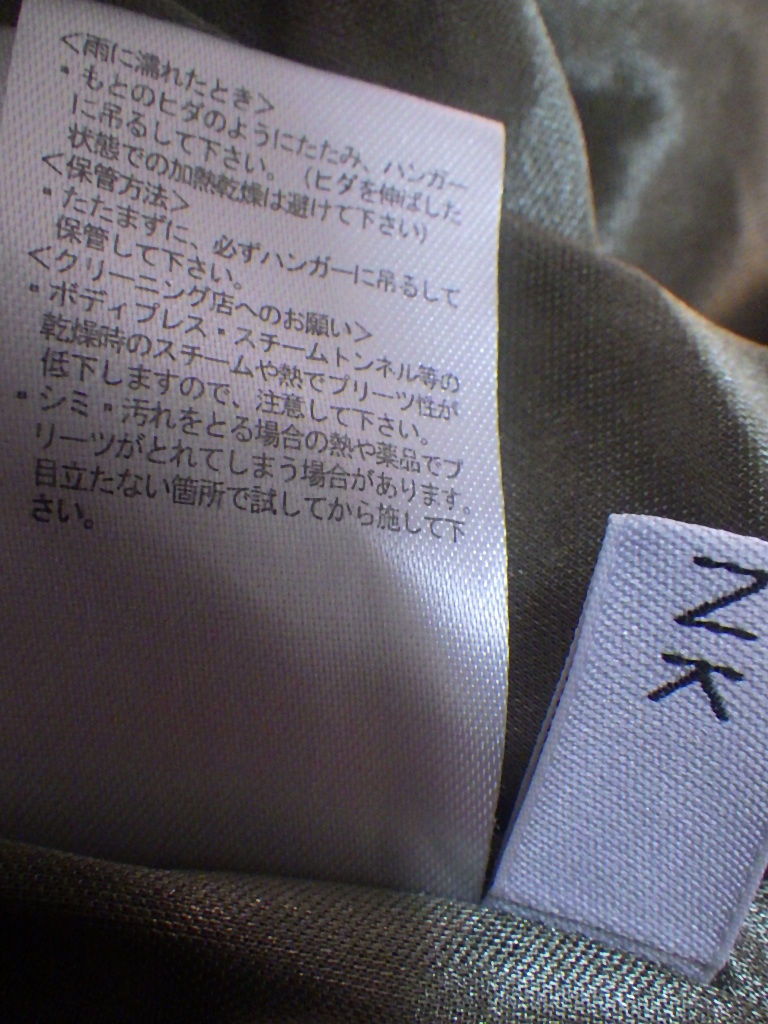 <雨に濡れたとき>
・もとのヒダのようにたたみ、ハンガー
に吊るして下さい。(ヒダを伸ばした
状態での加熱乾燥は避けて下さい)
<保管方法>
・たたまずに、必ずハンガーに吊るして
保管して下さい。
<クリーニング店へのお願い>
・ボディプレス・スチームトンネル等の
乾燥時のスチームや熱でプリーツ性が
低下しますので、注意して下さい。
・シミ・汚れをとる場合の熱や薬品でプ
リーツがとれてしまう場合があります。
目立たない箇所で試してから施して下
さい。
N
K